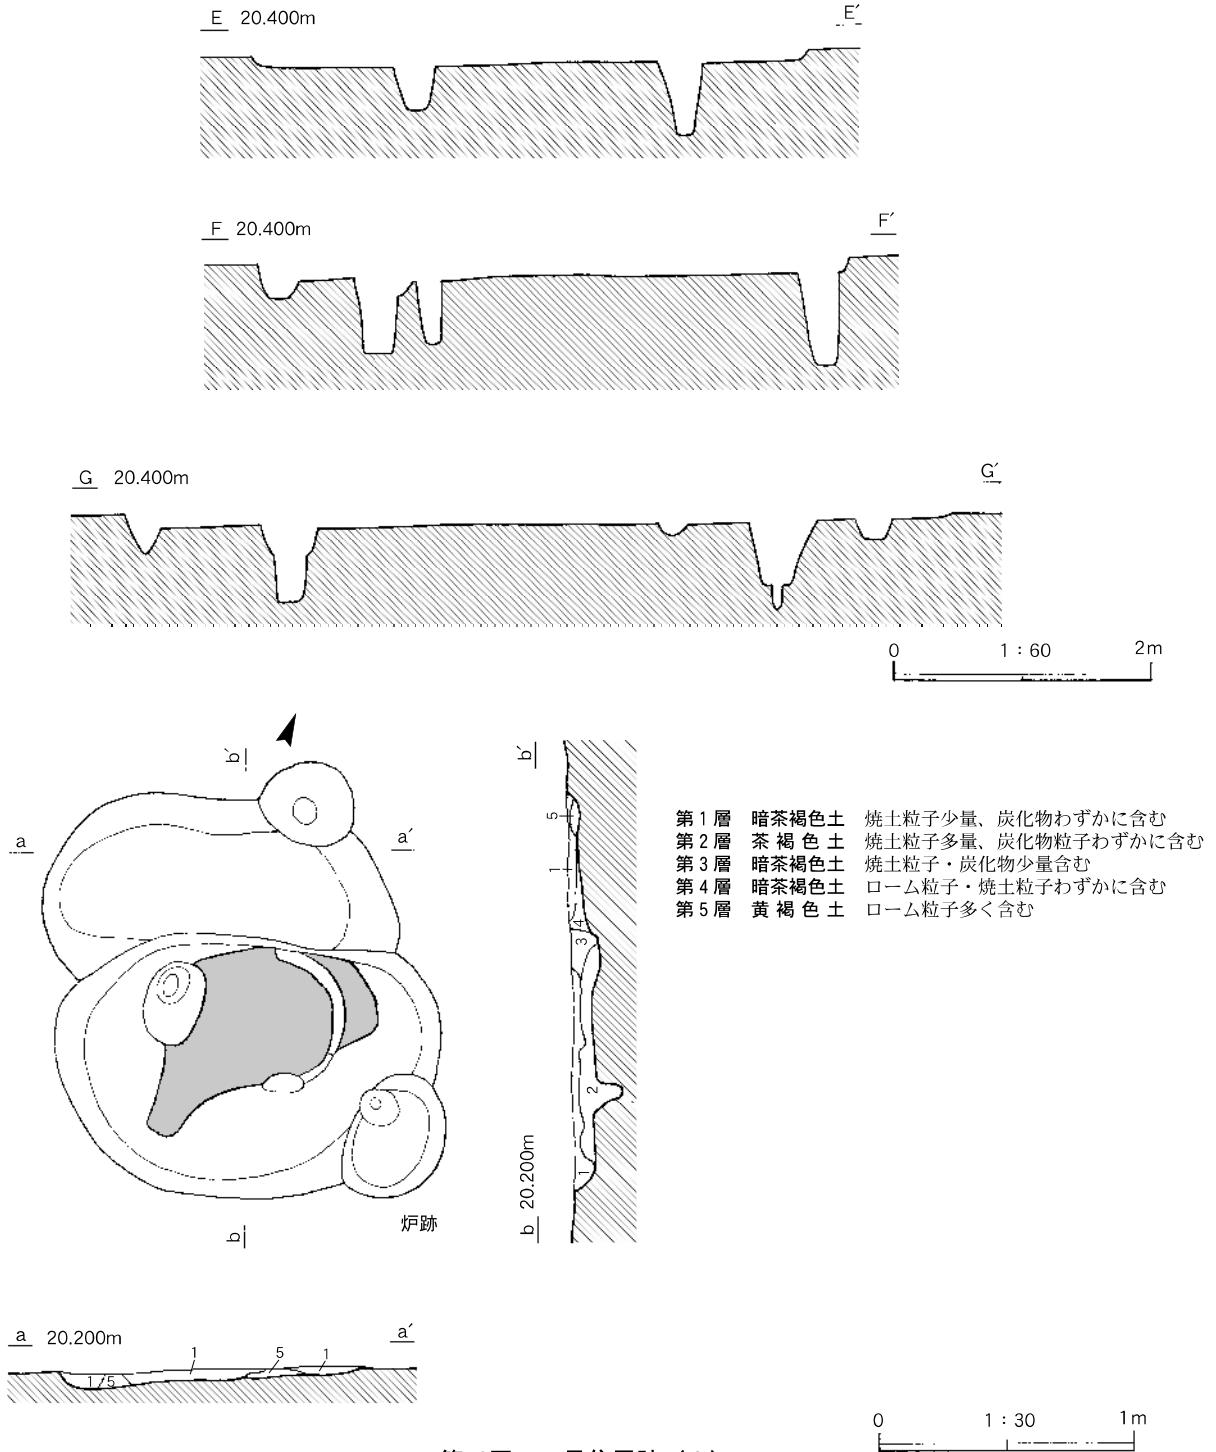 E 20.400m E′
F 20.400m F′
G 20.400m G′
0 1：60 2m
b′
a a′
b
炉跡
b′
5
1
4
3
2
1
b 20.200m
第1層 暗茶褐色土 焼土粒子少量、炭化物わずかに含む
第2層 茶褐色土 焼土粒子多量、炭化物粒子わずかに含む
第3層 暗茶褐色土 焼土粒子・炭化物少量含む
第4層 暗茶褐色土 ローム粒子・焼土粒子わずかに含む
第5層 黄褐色土 ローム粒子多く含む
a 20.200m a′
1 5 1
1 5
0 1：30 1m